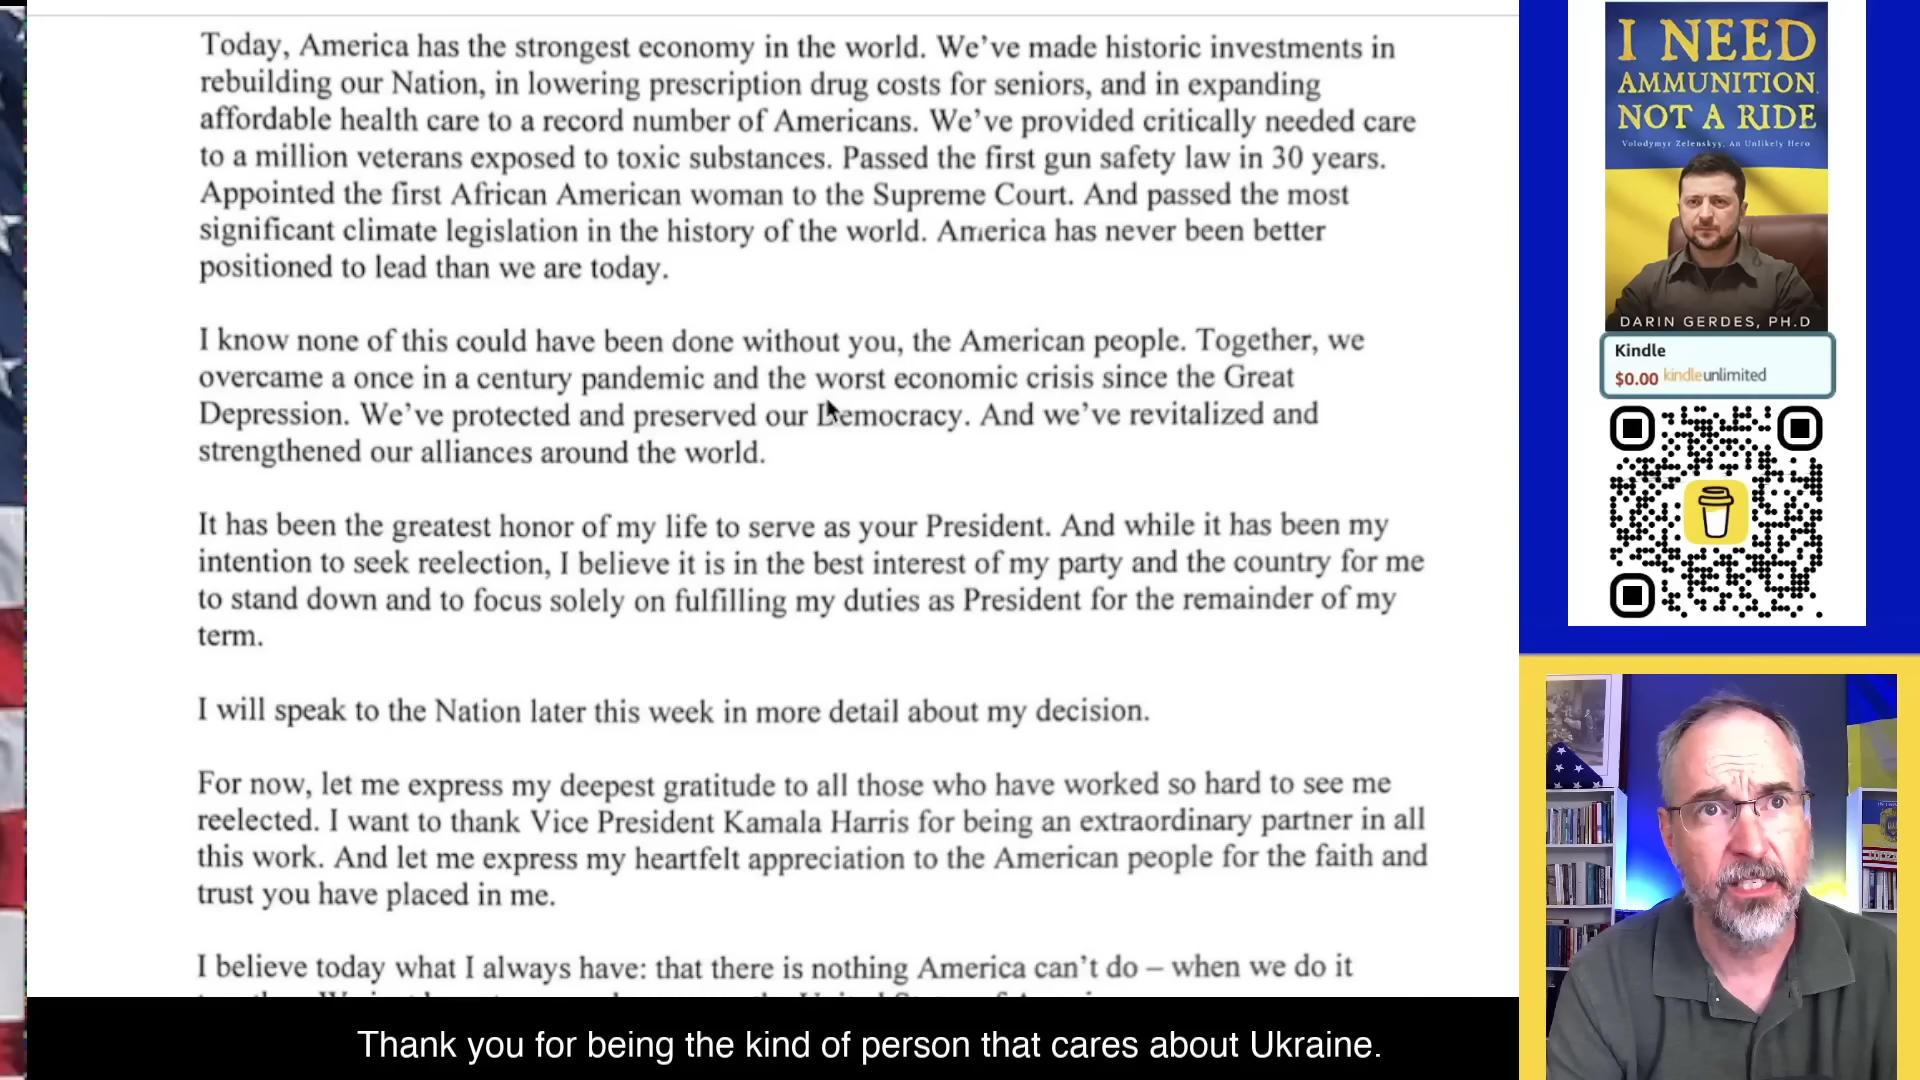 Today, America has the strongest economy in the world. We've made historic investments in
rebuilding our Nation, in lowering prescription drug costs for seniors, and in expanding
affordable health care to a record number of Americans. We've provided critically needed care
to a million veterans exposed to toxic substances. Passed the first gun safety law in 30 years.
Appointed the first African American woman to the Supreme Court. And passed the most
significant climate legislation in the history of the world. America has never been better
positioned to lead than we are today.
I know none of this could have been done without you, the American people. Together, we
overcame a once in a century pandemic and the worst economic crisis since the Great
Depression. We've protected and preserved our Democracy. And we've revitalized and
strengthened our alliances around the world.
It has been the greatest honor of my life to serve as your President. And while it has been my
intention to seek reelection, I believe it is in the best interest of my party and the country for me
to stand down and to focus solely on fulfilling my duties as President for the remainder of my
term.
I will speak to the Nation later this week in more detail about my decision.
For now, let me express my deepest gratitude to all those who have worked so hard to see me
reelected. I want to thank Vice President Kamala Harris for being an extraordinary partner in all
this work. And let me express my heartfelt appreciation to the American people for the faith and
trust you have placed in me.
I believe today what I always have: that there is nothing America can't do – when we do it
Thank you for being the kind of person that cares about Ukraine.
I NEED
AMMUNITION,
NOT A RIDE
Volodymyr Zelenskyy, An Unlikely Hero
DARIN GERDES, PH.D
Kindle
$0.00 kindleunlimited